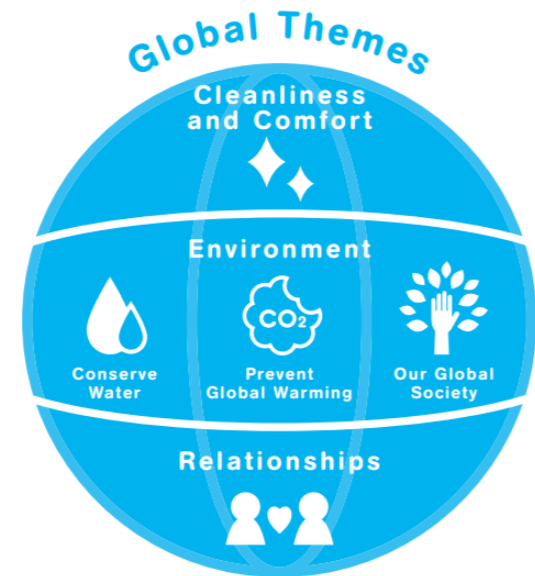 Global Themes
Cleanliness
and Comfort
Environment
Conserve
Water
CO₂
Prevent
Global Warming
Our Global
Society
Relationships